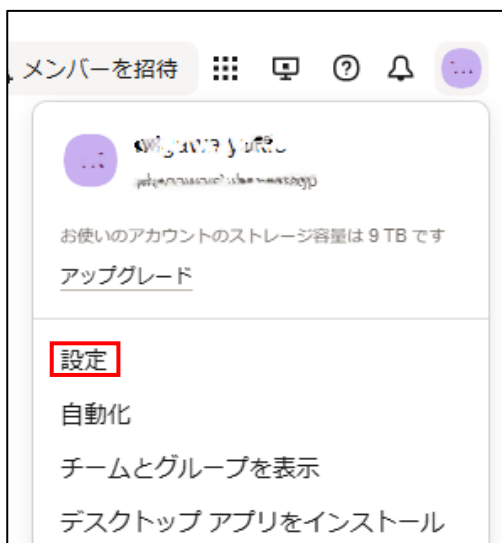 メンバーを招待
お使いのアカウントのストレージ容量は 9 TB です
アップグレード
設定
自動化
チームとグループを表示
デスクトップ アプリをインストール